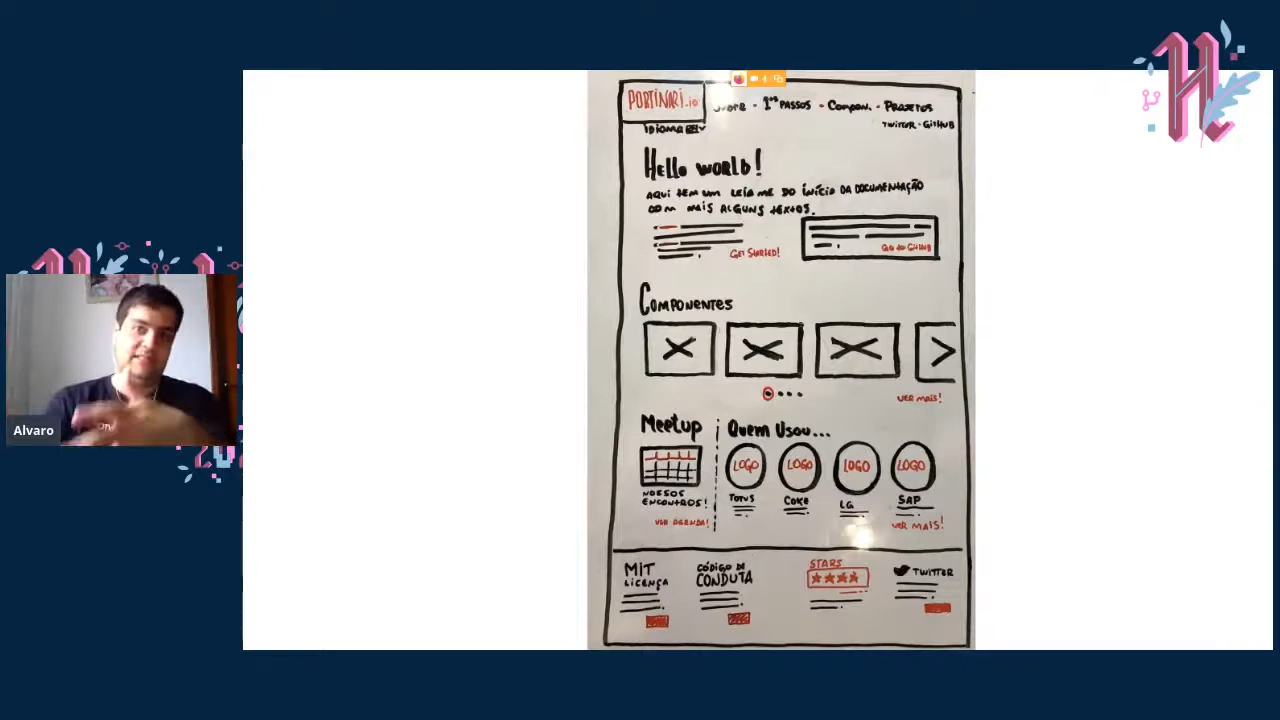 PORTINARI.io
Sobre - 1ºs PASSOS - COMPON. - PROJETOS
IDIOMA
TWITTER - GITHUB
HELLO WORLD!
AQUI TEM UM LEIA ME DO INÍCIO DA DOCUMENTAÇÃO
COM MAIS ALGUNS TEXTOS.
GET STARTED!
GO TO GITHUB
COMPONENTES
VER MAIS!
MEETUP
QUEM USOU...
LOGO LOGO LOGO LOGO
NOSSOS
ENCONTROS!
TOTVS COKE LG SAP
VER AGENDA!
VER MAIS!
MIT
LICENÇA
CÓDIGO DE
CONDUTA
STARS
TWITTER
Alvaro
H